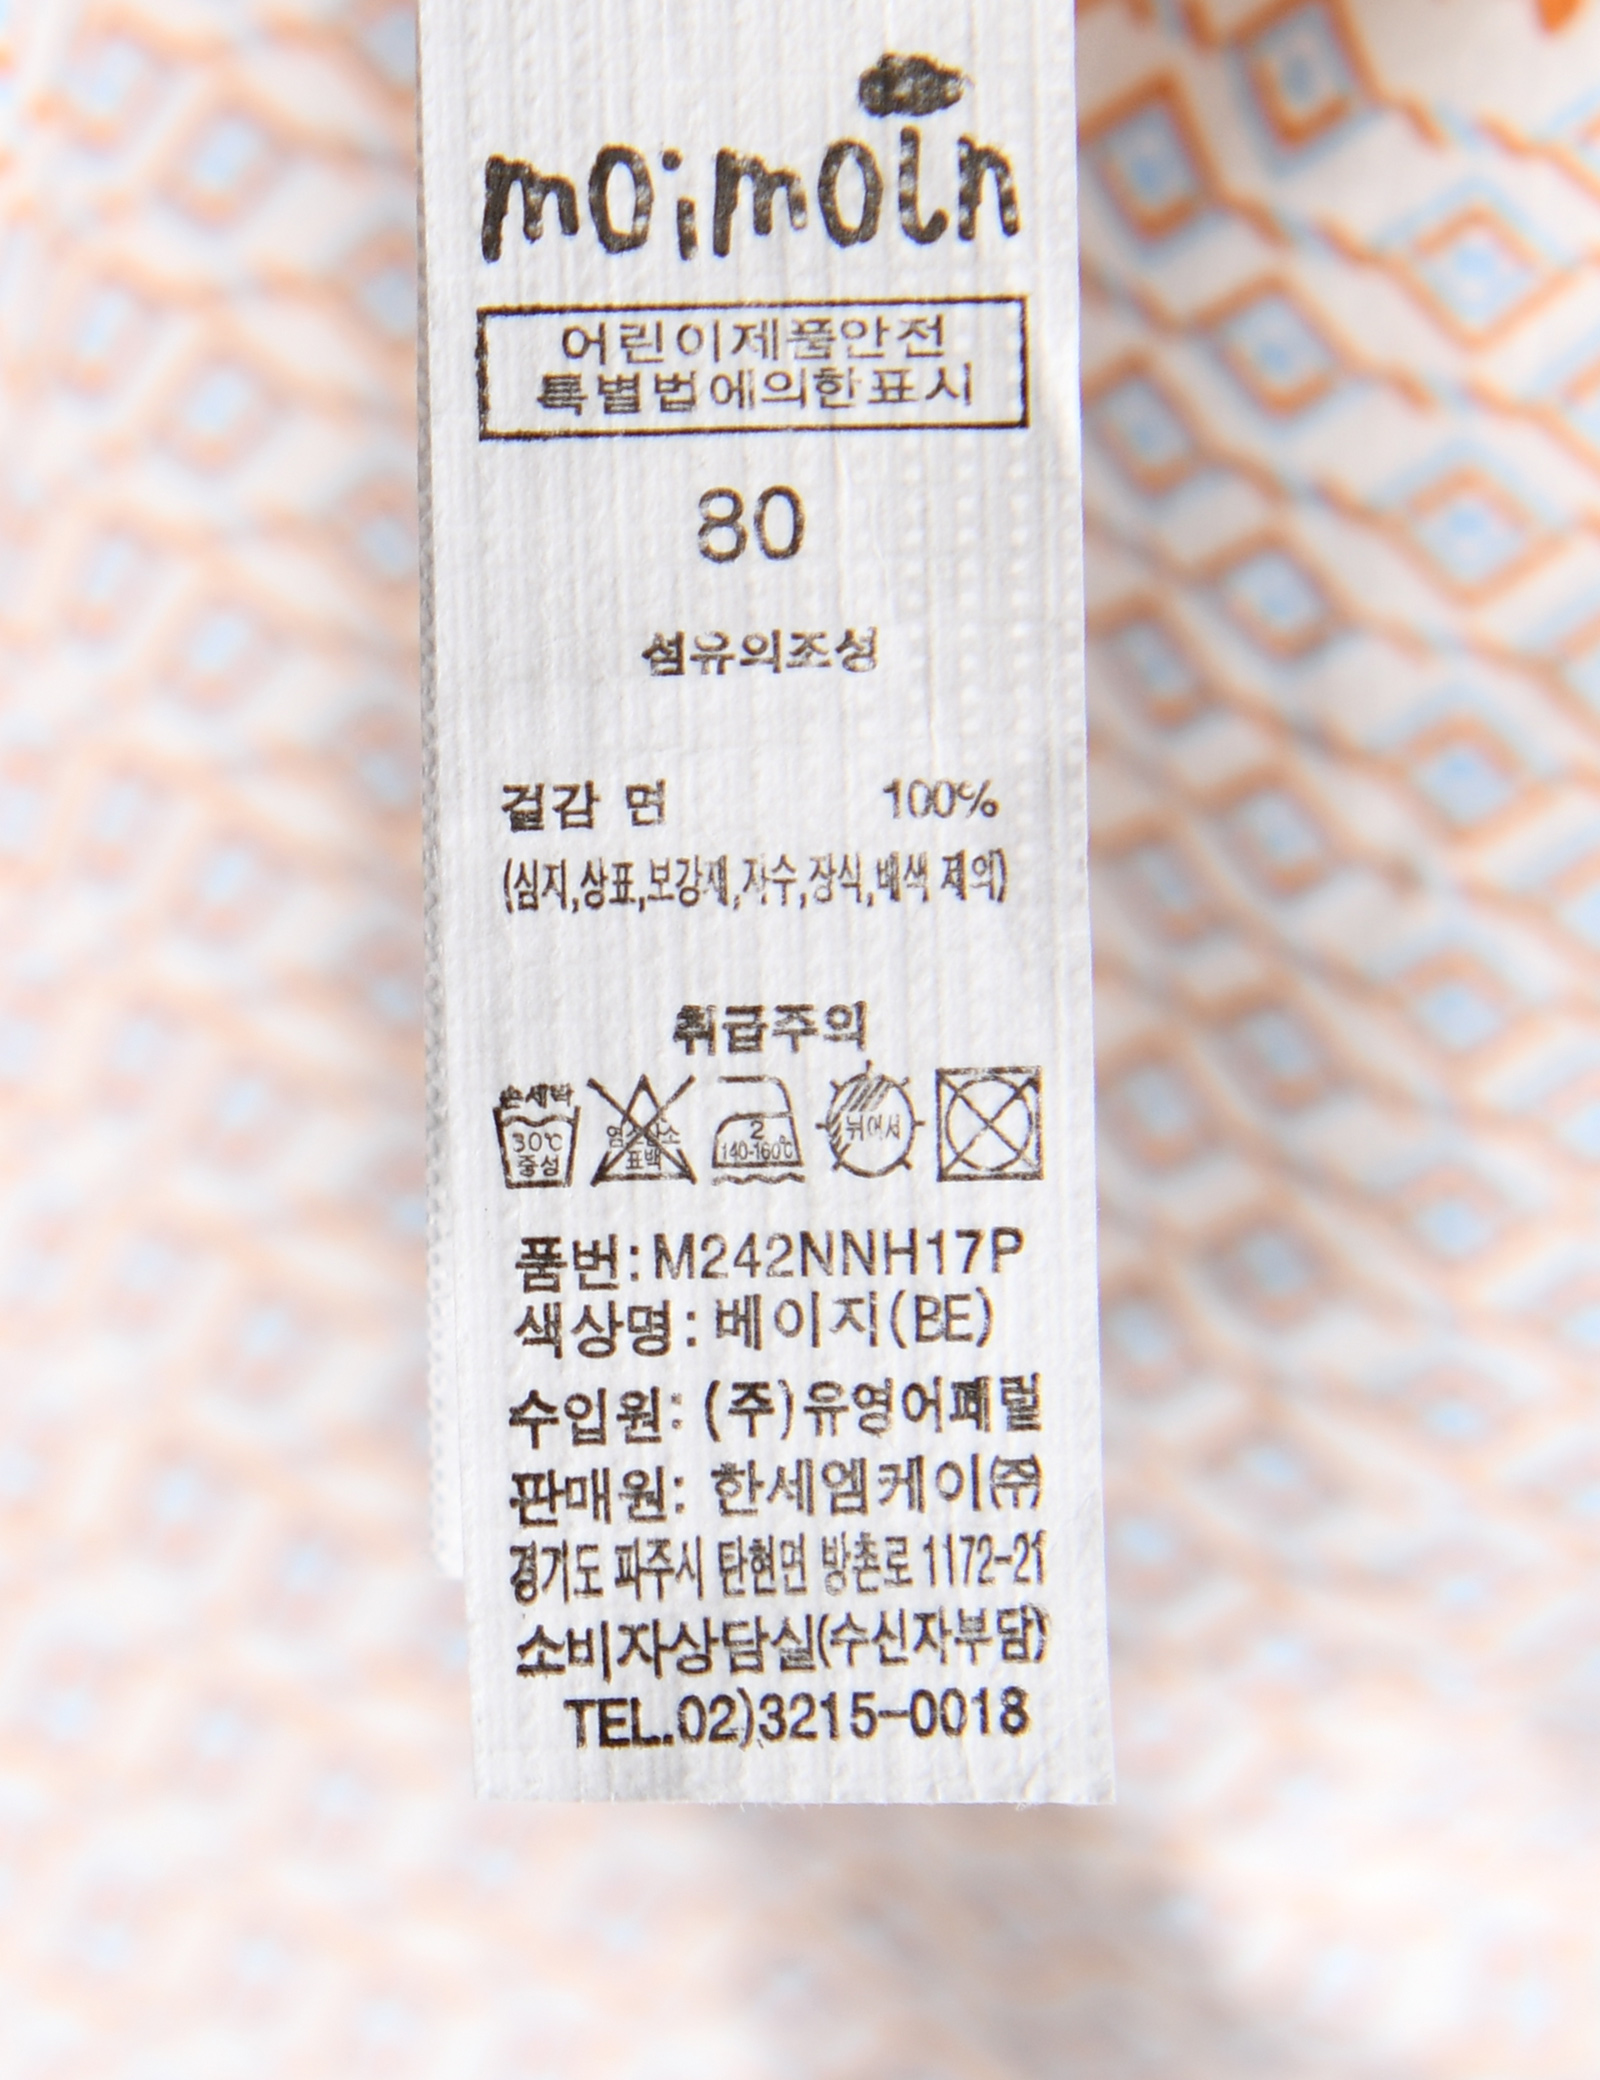 moimoln
어린이제품안전
특별법에의한표시
80
섬유의조성
겉감 면 100%
(심지,상표,보강재,자수,장식,배색 제외)
취급주의
손세탁
30℃
중성
염소산소
표백
2
140-160℃
뉘어서
품번:M242NNH17P
색상명: 베이지(BE)
수입원: (주)유영어패럴
판매원: 한세엠케이㈜
경기도 파주시 탄현면 방촌로 1172-21
소비자상담실(수신자부담)
TEL.02)3215-0018